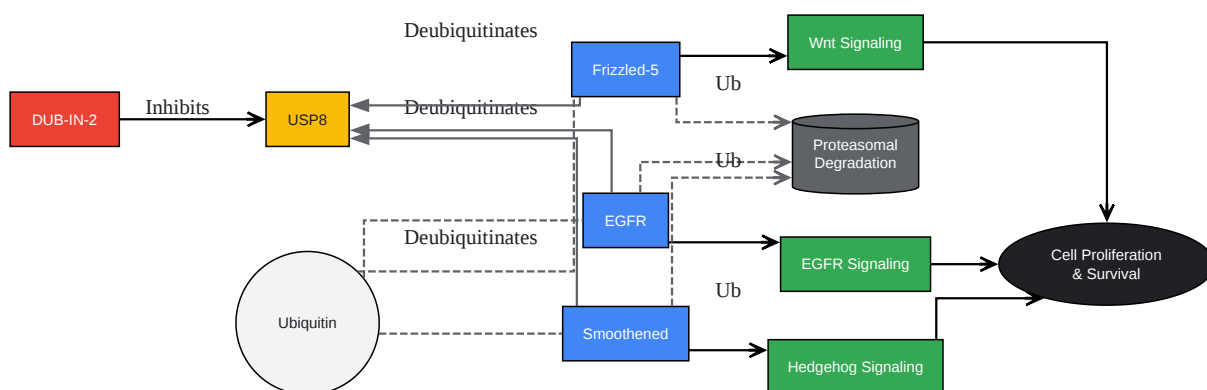 Deubiquitinates
Wnt Signaling
Frizzled-5
Ub
DUB-IN-2
Inhibits
USP8
Deubiquitinates
Proteasomal
Degradation
Ub
EGFR
Deubiquitinates
EGFR Signaling
Cell Proliferation
& Survival
Ub
Ubiquitin
Smoothened
Hedgehog Signaling